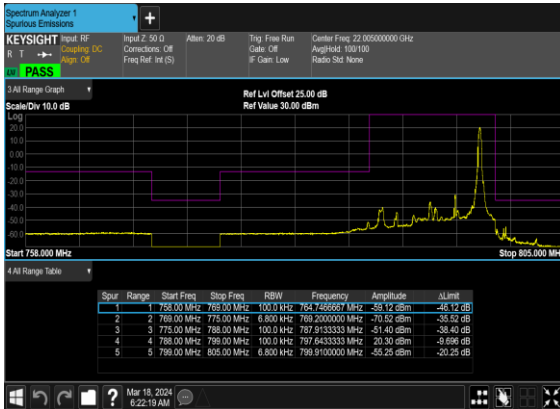 Spectrum Analyzer 1
Spurious Emissions
+
KEYSIGHT Input: RF Input Z: 50 Ω Atten: 20 dB Trig: Free Run Center Freq: 22.005000000 GHz
R T Coupling: DC Corrections: Off Gate: Off Avg|Hold: 100/100
Align: Off Freq Ref: Int (S) IF Gain: Low Radio Std: None
PASS
3 All Range Graph
Ref Lvl Offset 25.00 dB
Scale/Div 10.0 dB Ref Value 30.00 dBm
Log
20.0
10.0
0.00
-10.0
-20.0
-30.0
-40.0
-50.0
-60.0
Start 758.000 MHz Stop 805.000 MH
4 All Range Table
Spur Range Start Freq Stop Freq RBW Frequency Amplitude ΔLimit
1 1 758.00 MHz 769.00 MHz 100.0 kHz 764.7466667 MHz -59.12 dBm -46.12 dB
2 2 769.00 MHz 775.00 MHz 6.800 kHz 769.2000000 MHz -70.52 dBm -35.52 dB
3 3 775.00 MHz 788.00 MHz 100.0 kHz 787.9133333 MHz -51.40 dBm -38.40 dB
4 4 788.00 MHz 799.00 MHz 100.0 kHz 797.6433333 MHz 20.30 dBm -9.696 dB
5 5 799.00 MHz 805.00 MHz 6.800 kHz 799.9100000 MHz -55.25 dBm -20.25 dB
? Mar 18, 2024
6:22:19 AM